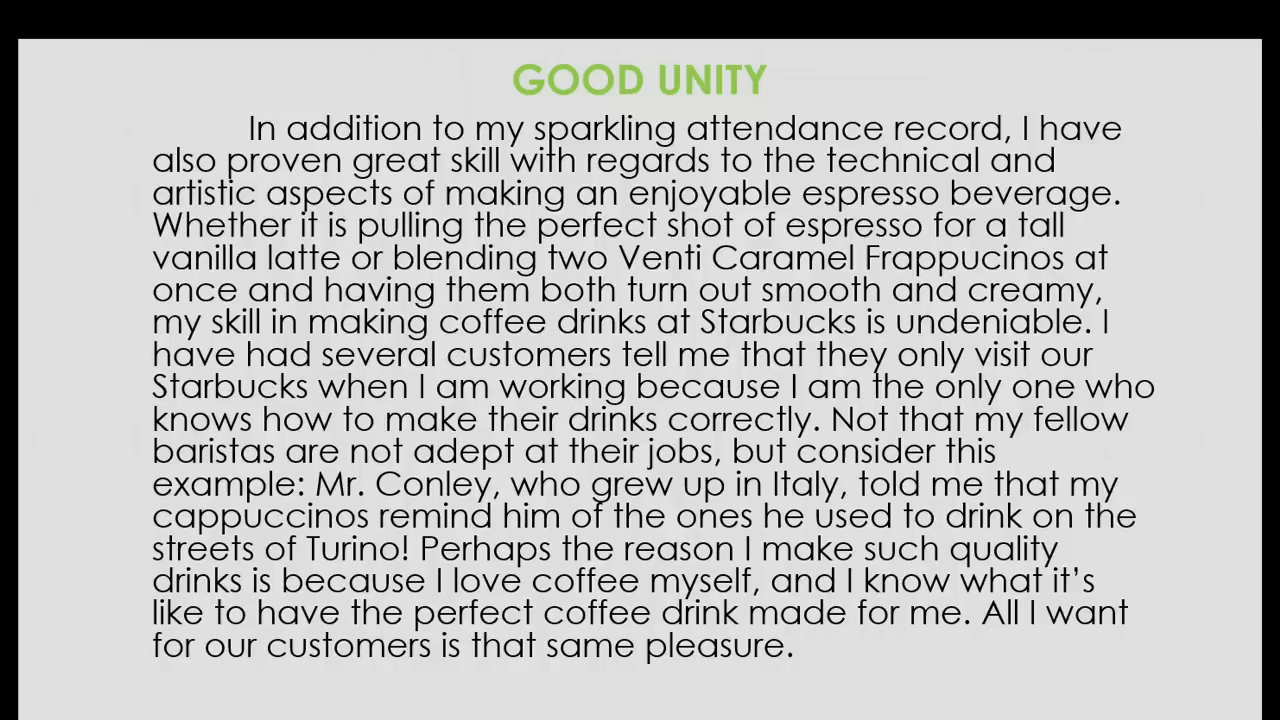 GOOD UNITY
In addition to my sparkling attendance record, I have
also proven great skill with regards to the technical and
artistic aspects of making an enjoyable espresso beverage.
Whether it is pulling the perfect shot of espresso for a tall
vanilla latte or blending two Venti Caramel Frappucinos at
once and having them both turn out smooth and creamy,
my skill in making coffee drinks at Starbucks is undeniable. I
have had several customers tell me that they only visit our
Starbucks when I am working because I am the only one who
knows how to make their drinks correctly. Not that my fellow
baristas are not adept at their jobs, but consider this
example: Mr. Conley, who grew up in Italy, told me that my
cappuccinos remind him of the ones he used to drink on the
streets of Turino! Perhaps the reason I make such quality
drinks is because I love coffee myself, and I know what it’s
like to have the perfect coffee drink made for me. All I want
for our customers is that same pleasure.